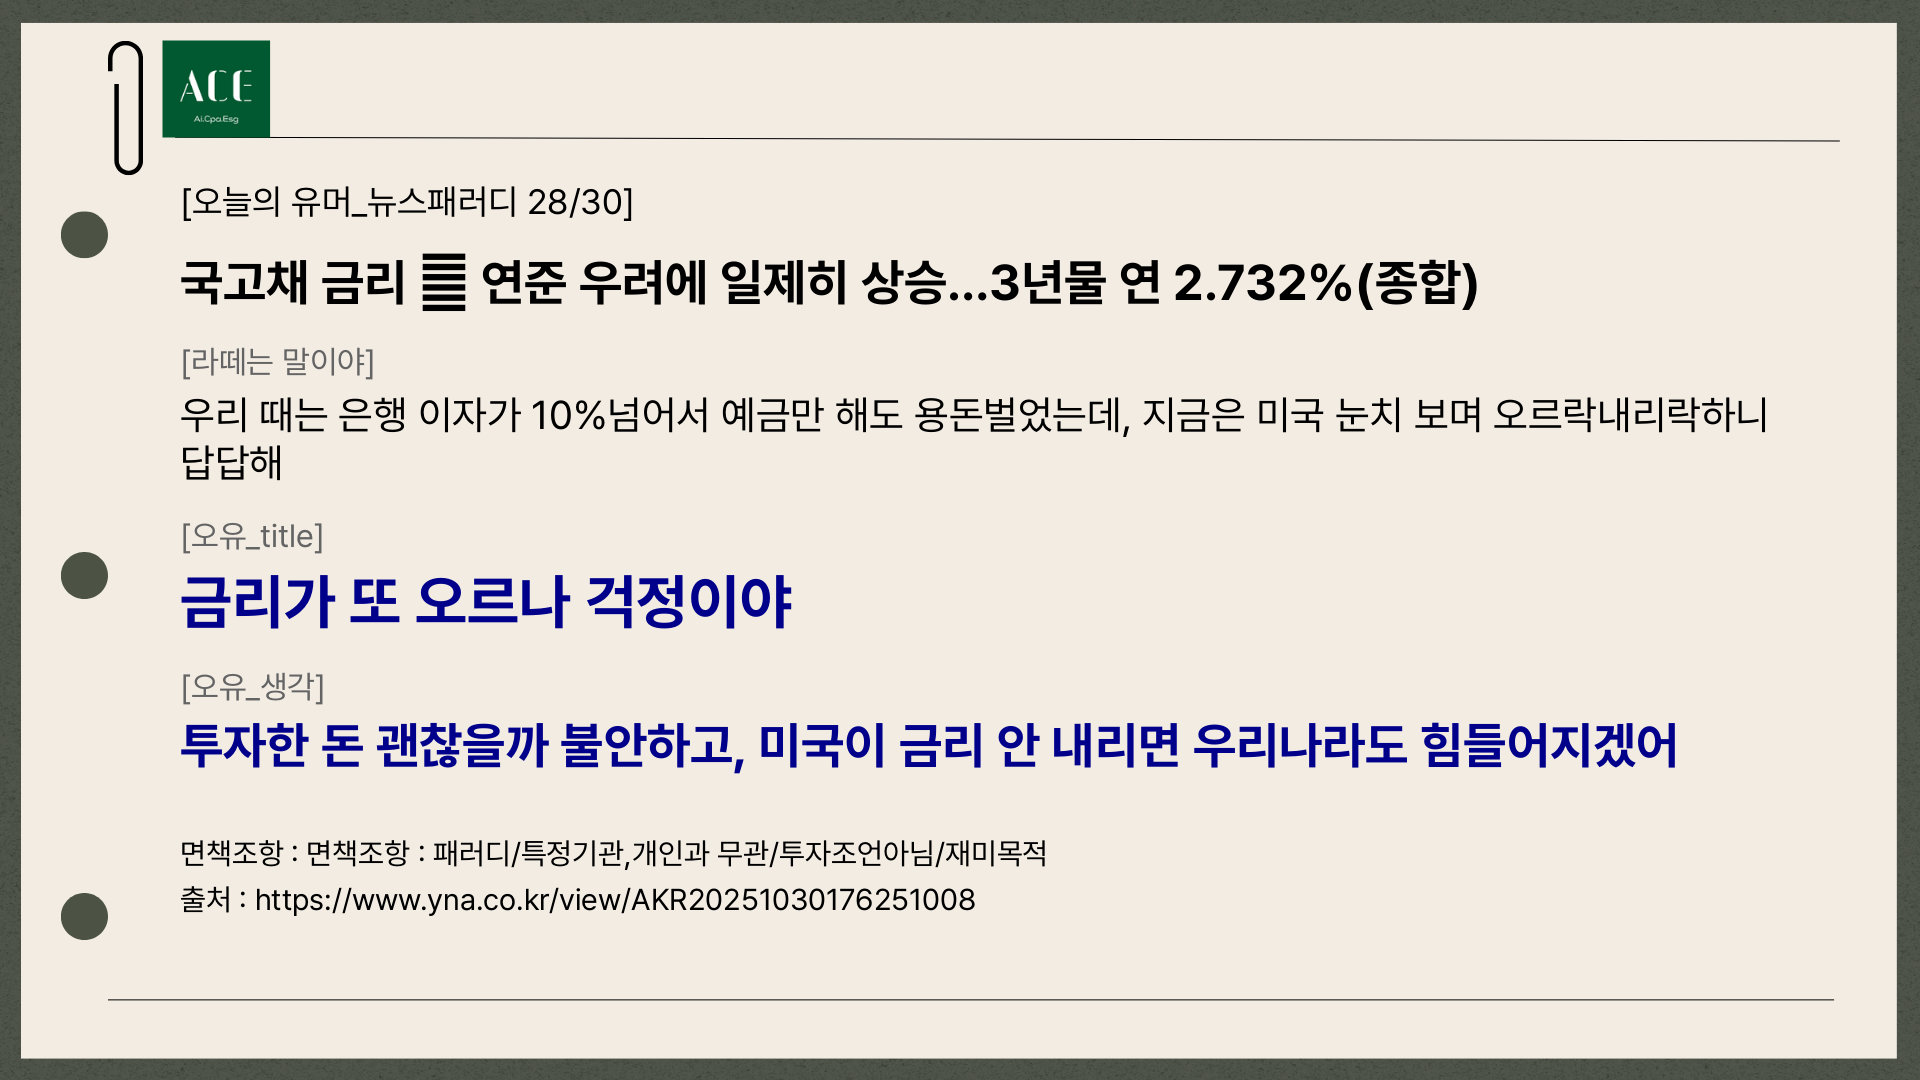 ACE
Ai.Cpa.Esg
[오늘의 유머_뉴스패러디 28/30]
국고채 금리 ䷀ 연준 우려에 일제히 상승...3년물 연 2.732%(종합)
[라떼는 말이야]
우리 때는 은행 이자가 10%넘어서 예금만 해도 용돈벌었는데, 지금은 미국 눈치 보며 오르락내리락하니
답답해
[오유_title]
금리가 또 오르나 걱정이야
[오유_생각]
투자한 돈 괜찮을까 불안하고, 미국이 금리 안 내리면 우리나라도 힘들어지겠어
면책조항 : 면책조항 : 패러디/특정기관,개인과 무관/투자조언아님/재미목적
출처 : https://www.yna.co.kr/view/AKR20251030176251008